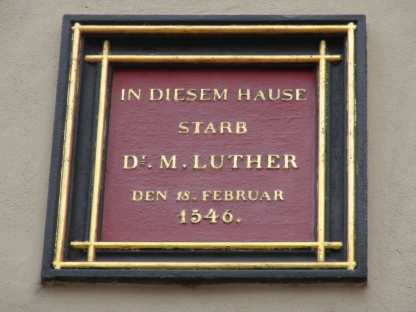 IN DIESEM HAUSE
STARB
Dr. M. LUTHER
DEN 18. FEBRUAR
1546.